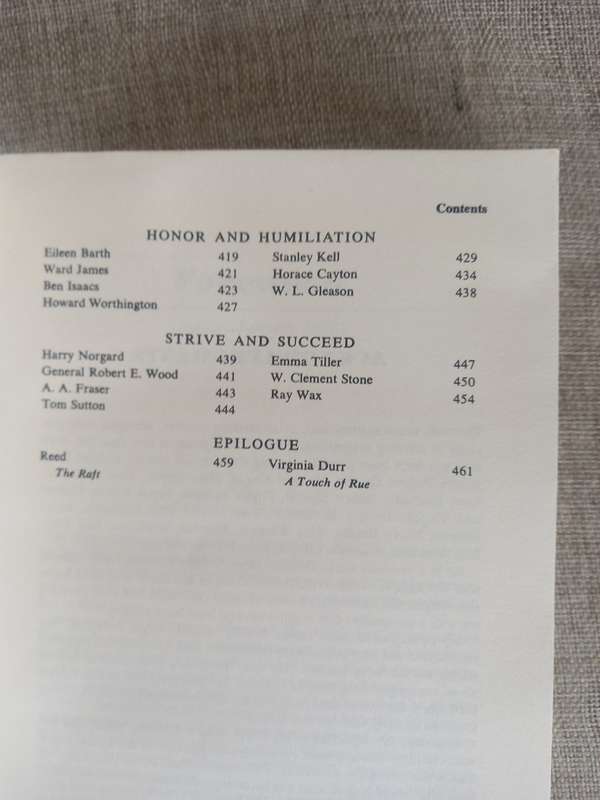 Contents
HONOR AND HUMILIATION
Eileen Barth 419
Ward James 421
Ben Isaacs 423
Howard Worthington 427
Stanley Kell 429
Horace Cayton 434
W. L. Gleason 438
STRIVE AND SUCCEED
Harry Norgard 439
General Robert E. Wood 441
A. A. Fraser 443
Tom Sutton 444
Emma Tiller 447
W. Clement Stone 450
Ray Wax 454
EPILOGUE
Reed 459
The Raft
Virginia Durr 461
A Touch of Rue